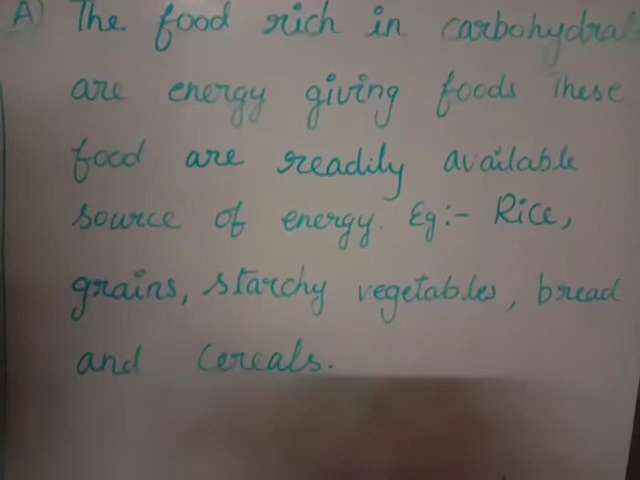 A) The food rich in carbohydra
are energy giving foods These
food are readily available
source of energy. Eg:- Rice,
grains, starchy vegetables, bread
and cereals.